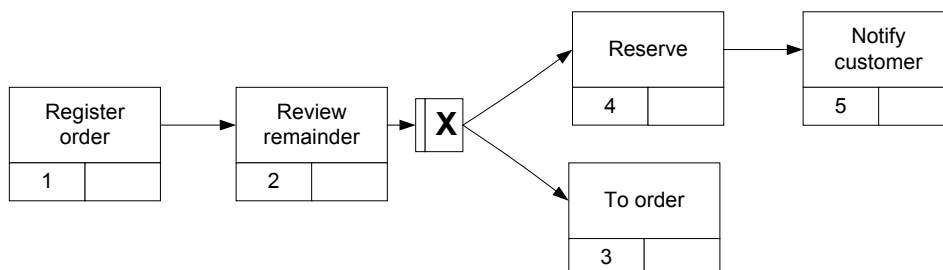 Register
order
1
Review
remainder
2
X
Reserve
4
Notify
customer
5
To order
3